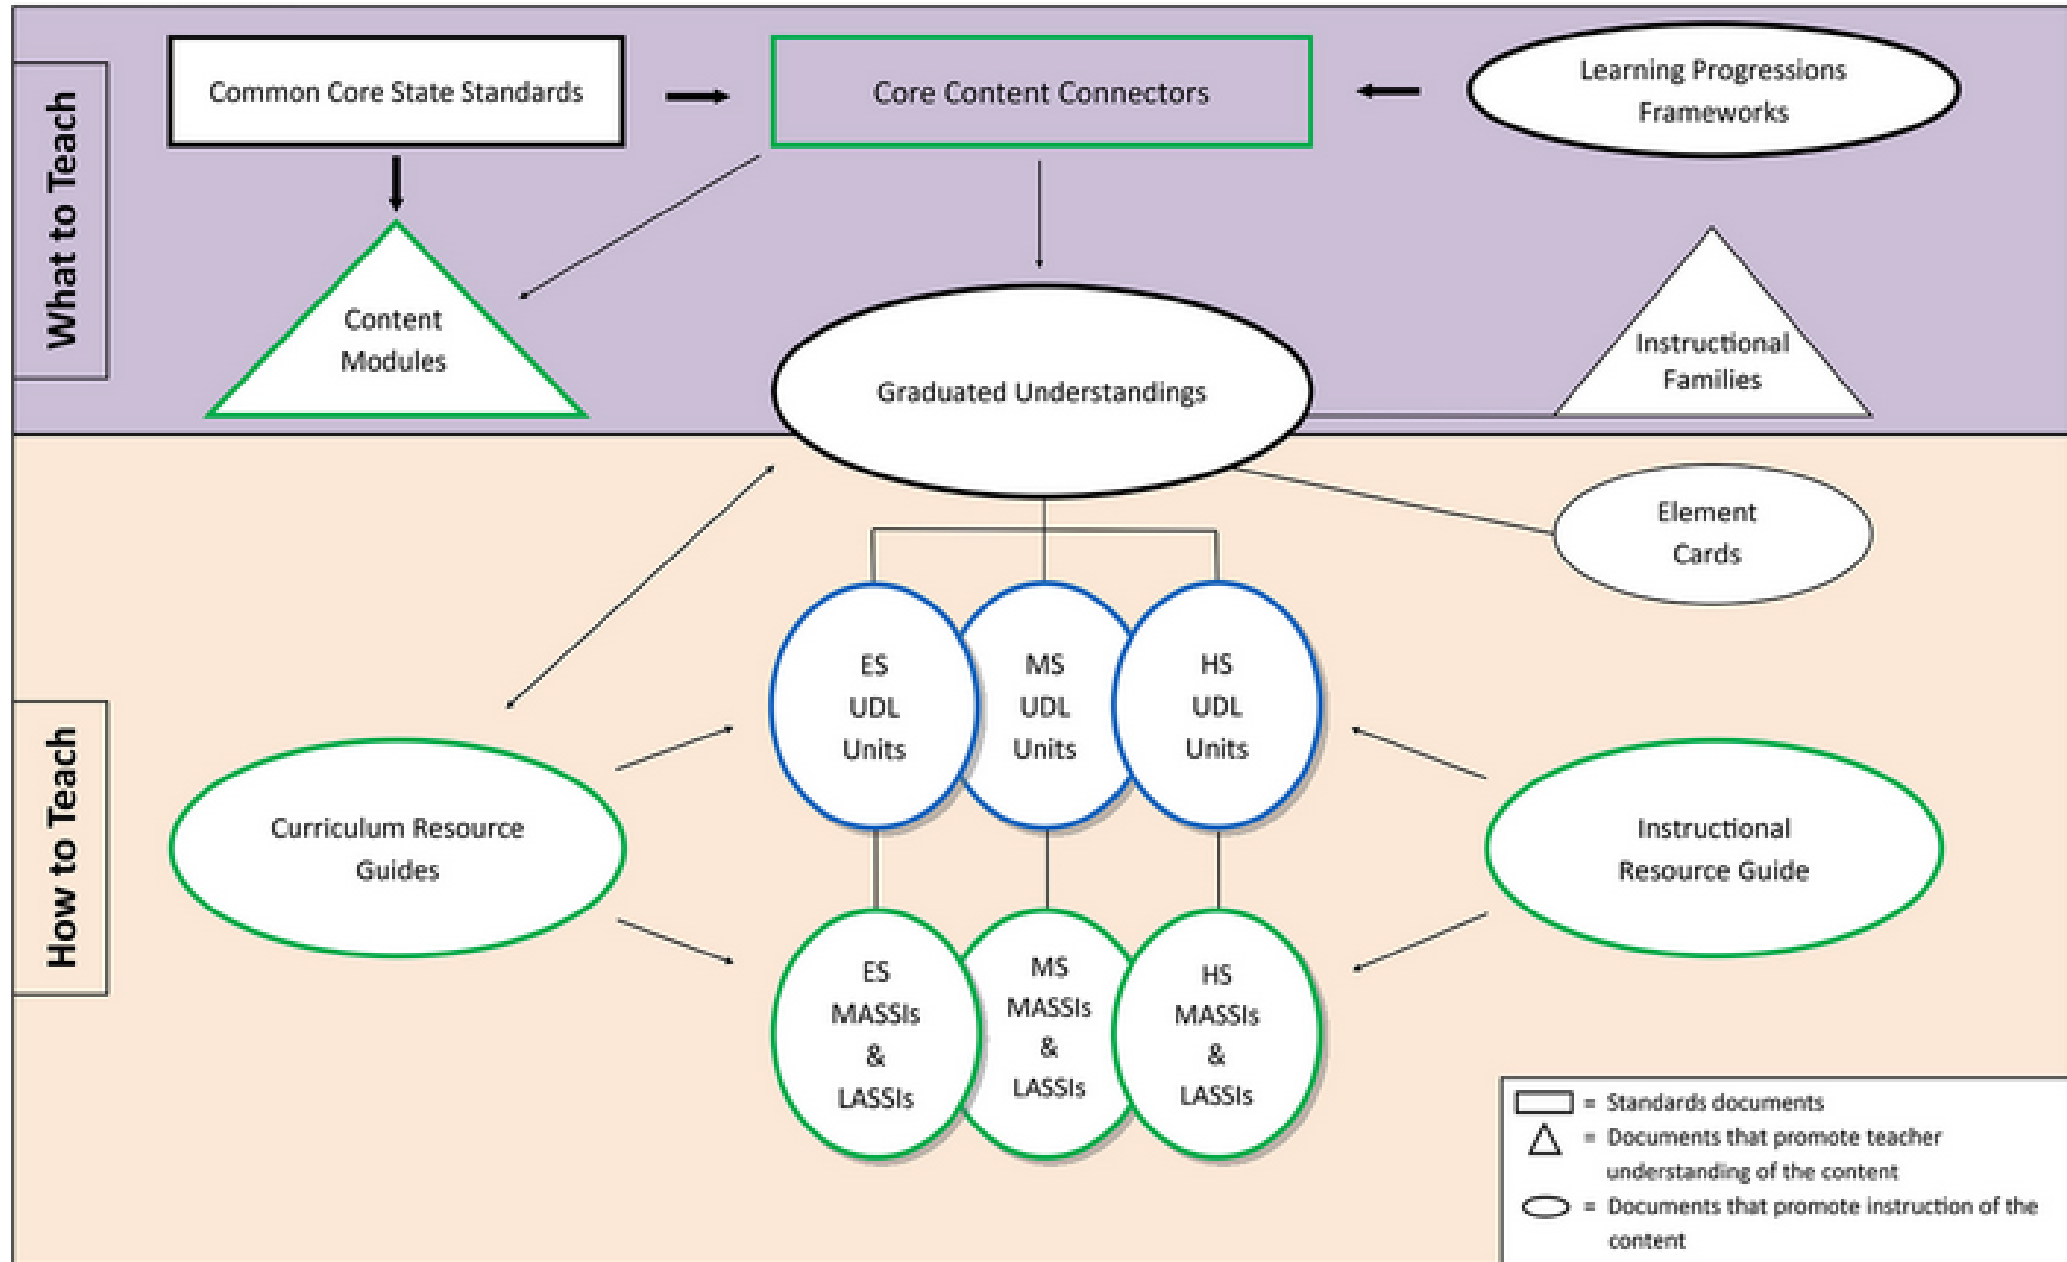 What to Teach
Common Core State Standards
Core Content Connectors
Learning Progressions
Frameworks
Content
Modules
Graduated Understandings
Instructional
Families
How to Teach
Element
Cards
ES
UDL
Units
MS
UDL
Units
HS
UDL
Units
Curriculum Resource
Guides
Instructional
Resource Guide
ES
MASSIs
&
LASSIs
MS
MASSIs
&
LASSIs
HS
MASSIs
&
LASSIs
= Standards documents
= Documents that promote teacher
understanding of the content
= Documents that promote instruction of the
content